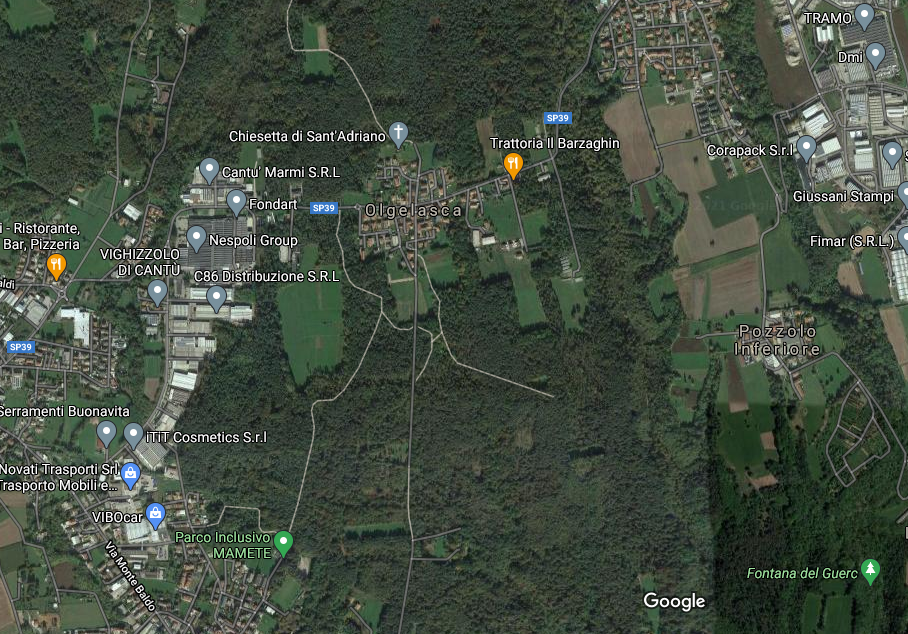 TRAMO
Dmi
SP39
Chiesetta di Sant'Adriano
Trattoria Il Barzaghin
Corapack S.r.l
Cantu' Marmi S.R.L
Giussani Stampi
Fondart
SP39
Olgelasca
i - Ristorante,
Bar, Pizzeria
Nespoli Group
Fimar (S.R.L.)
VIGHIZZOLO
DI CANTÙ
C86 Distribuzione S.R.L
aldi
SP39
Pozzolo
Inferiore
Serramenti Buonavita
iTiT Cosmetics S.r.l
Novati Trasporti Srl,
Trasporto Mobili e...
VIBOcar
Parco Inclusivo
MAMETE
Via Monte Baldo
Fontana del Guerc
Google